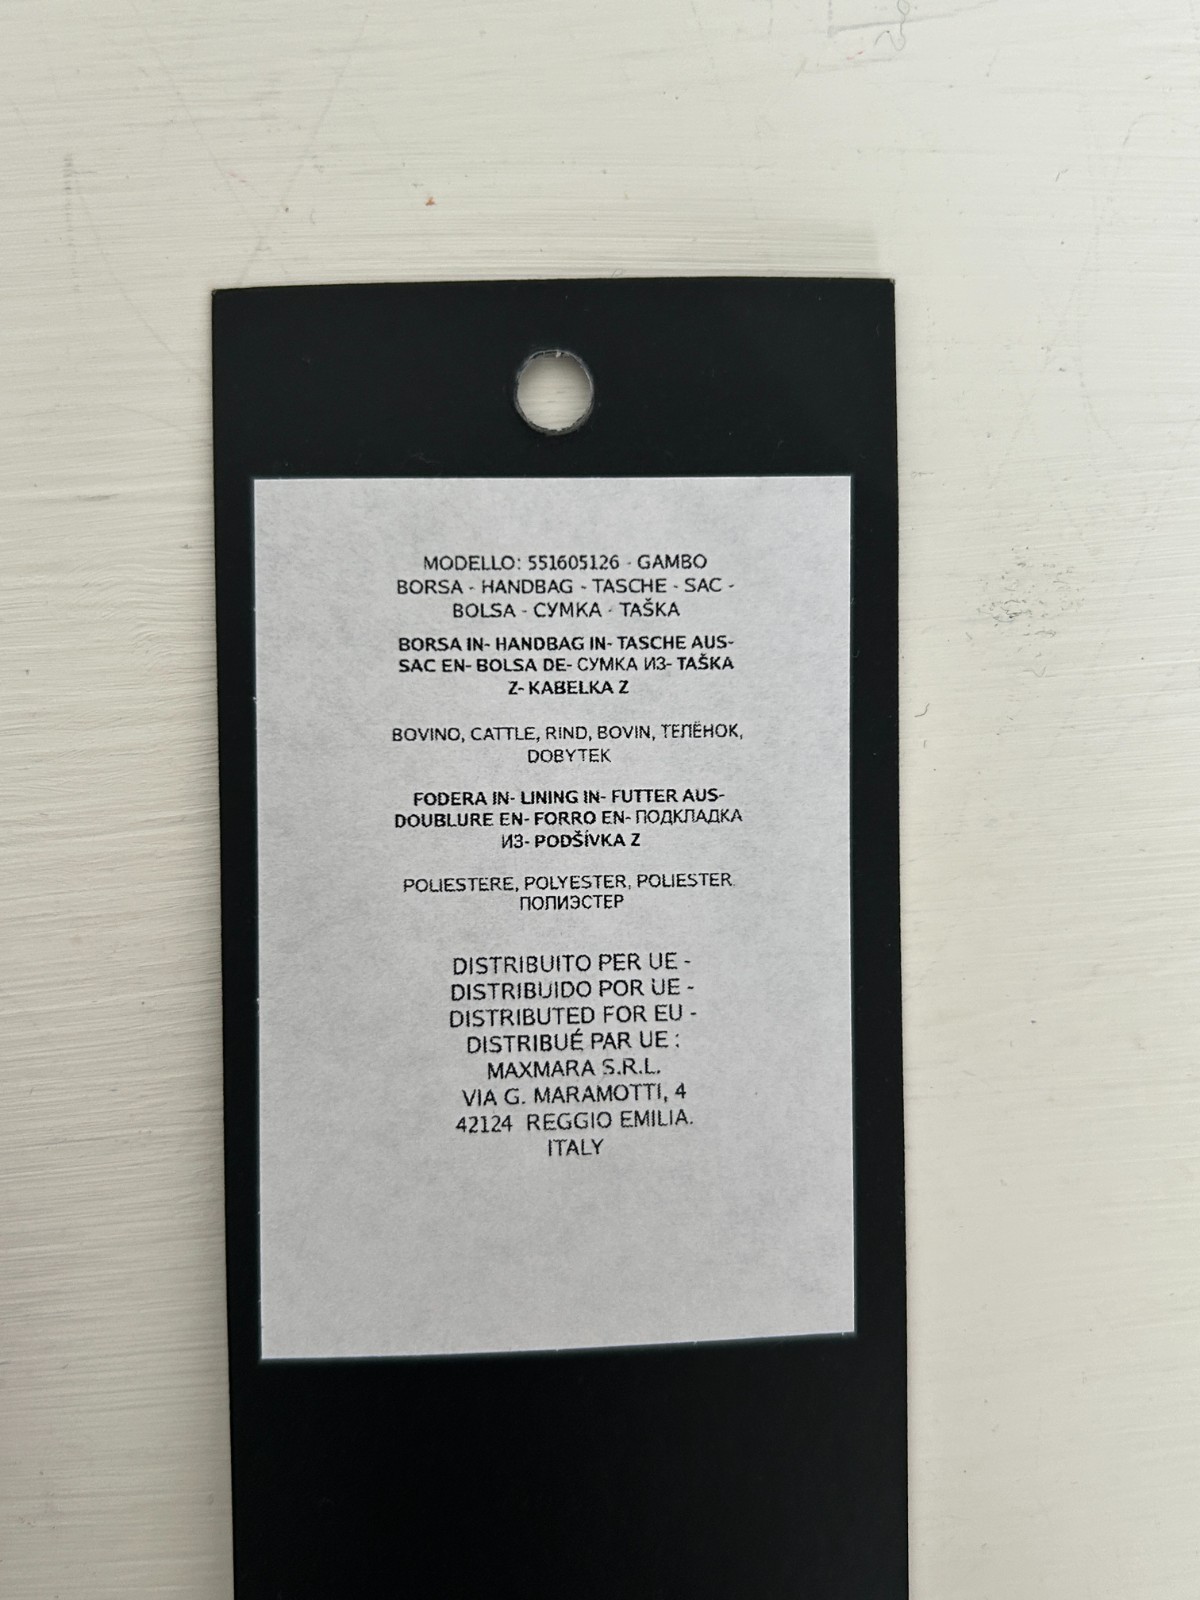 MODELLO: 551605126 - GAMBO
BORSA - HANDBAG - TASCHE - SAC -
BOLSA - СУМКА - TAŠKA
BORSA IN- HANDBAG IN- TASCHE AUS-
SAC EN- BOLSA DE- СУМКА ИЗ- TAŠKA
Z- KABELKA Z
BOVINO, CATTLE, RIND, BOVIN, ТЕЛЁНОК,
DOBYTEK
FODERA IN- LINING IN- FUTTER AUS-
DOUBLURE EN- FORRO EN- ПОДКЛАДКА
ИЗ- PODŠÍVKA Z
POLIESTERE, POLYESTER, POLIESTER,
ПОЛИЭСТЕР
DISTRIBUITO PER UE -
DISTRIBUIDO POR UE -
DISTRIBUTED FOR EU -
DISTRIBUÉ PAR UE :
MAXMARA S.R.L.
VIA G. MARAMOTTI, 4
42124 REGGIO EMILIA.
ITALY